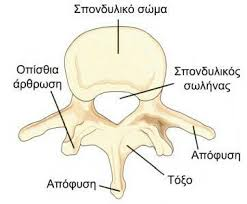 Σπονδυλικό σώμα
Οπίσθια
άρθρωση
Σπονδυλικός
σωλήνας
Απόφυση
Απόφυση
Τόξο